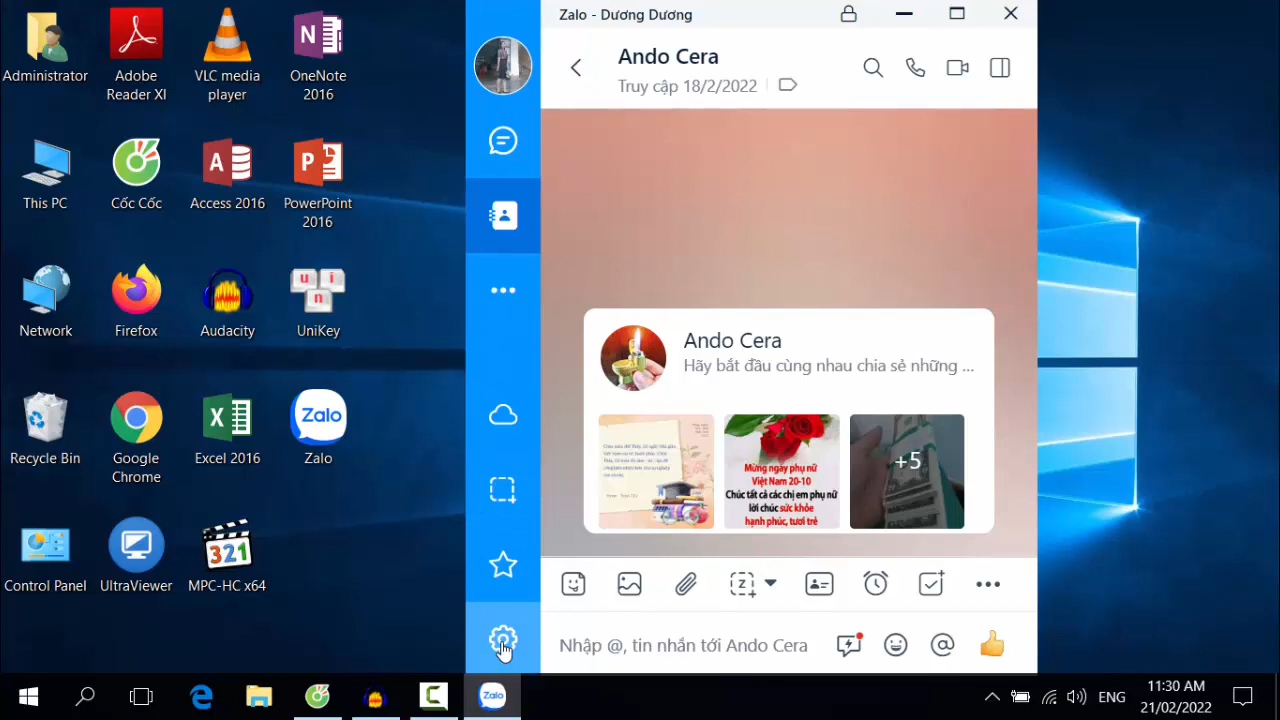 Administrator
Adobe
Reader XI
VLC media
player
OneNote
2016
This PC
Cốc Cốc
Access 2016
PowerPoint
2016
Network
Firefox
Audacity
u i
n
UniKey
Recycle Bin
Google
Chrome
Excel 2016
Zalo
Zalo
Control Panel
UltraViewer
321
MPC-HC x64
Zalo - Dương Dương
Ando Cera
Truy cập 18/2/2022
Ando Cera
Hãy bắt đầu cùng nhau chia sẻ những ...
Mừng ngày phụ nữ
Việt Nam 20-10
Chúc tất cả các chị em phụ nữ
lời chúc sức khỏe
hạnh phúc, tươi trẻ
+5
Nhập @, tin nhắn tới Ando Cera
Zalo
ENG
11:30 AM
21/02/2022